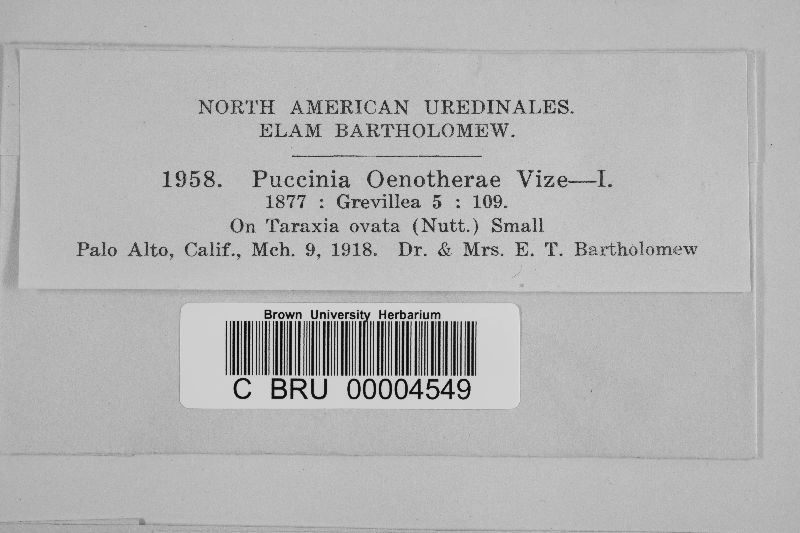 NORTH AMERICAN UREDINALES.
ELAM BARTHOLOMEW.
1958. Puccinia Oenotherae Vize—I.
1877 : Grevillea 5 : 109.
On Taraxia ovata (Nutt.) Small
Palo Alto, Calif., Mch. 9, 1918. Dr. & Mrs. E. T. Bartholomew
Brown University Herbarium
C BRU 00004549